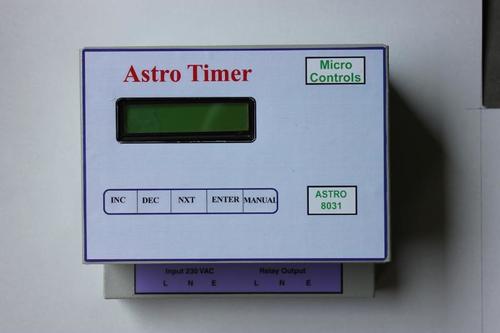 Astro Timer
Micro
Controls
INC DEC NXT ENTER MANUAL
ASTRO
8031
Input 230 VAC Relay Output
L N E L N E